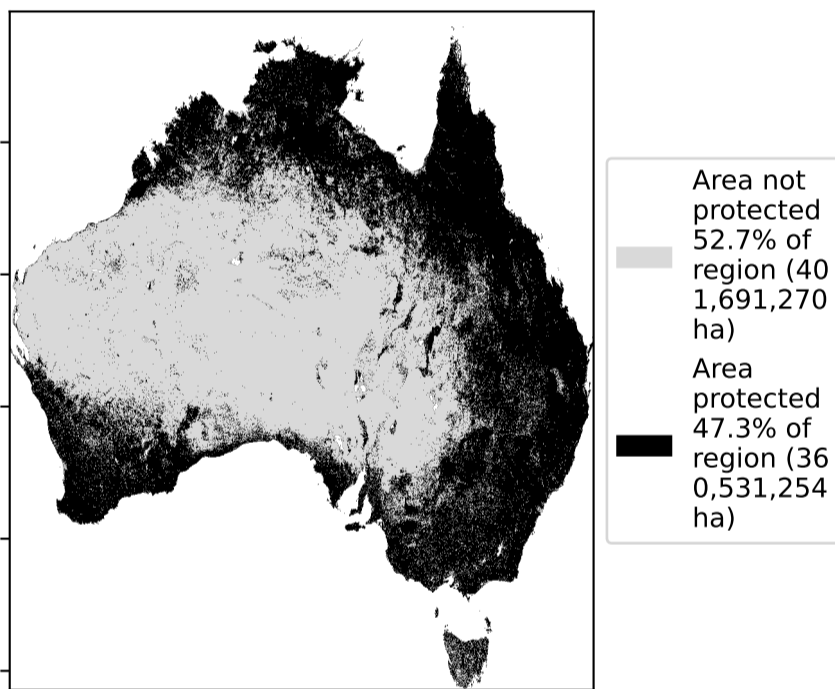 Area not
protected
52.7% of
region (40
1,691,270
ha)
Area
protected
47.3% of
region (36
0,531,254
ha)